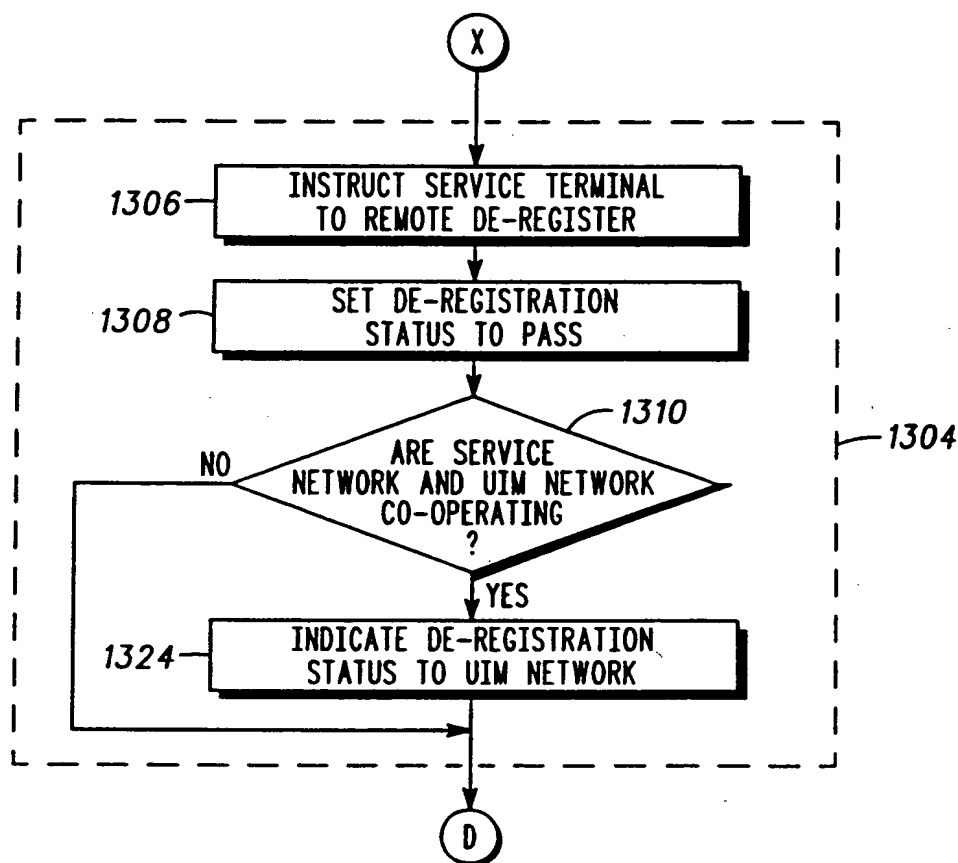 X
1306
INSTRUCT SERVICE TERMINAL
TO REMOTE DE-REGISTER
1308
SET DE-REGISTRATION
STATUS TO PASS
1310
NO
ARE SERVICE
NETWORK AND UIM NETWORK
CO-OPERATING
?
1304
YES
1324
INDICATE DE-REGISTRATION
STATUS TO UIM NETWORK
D